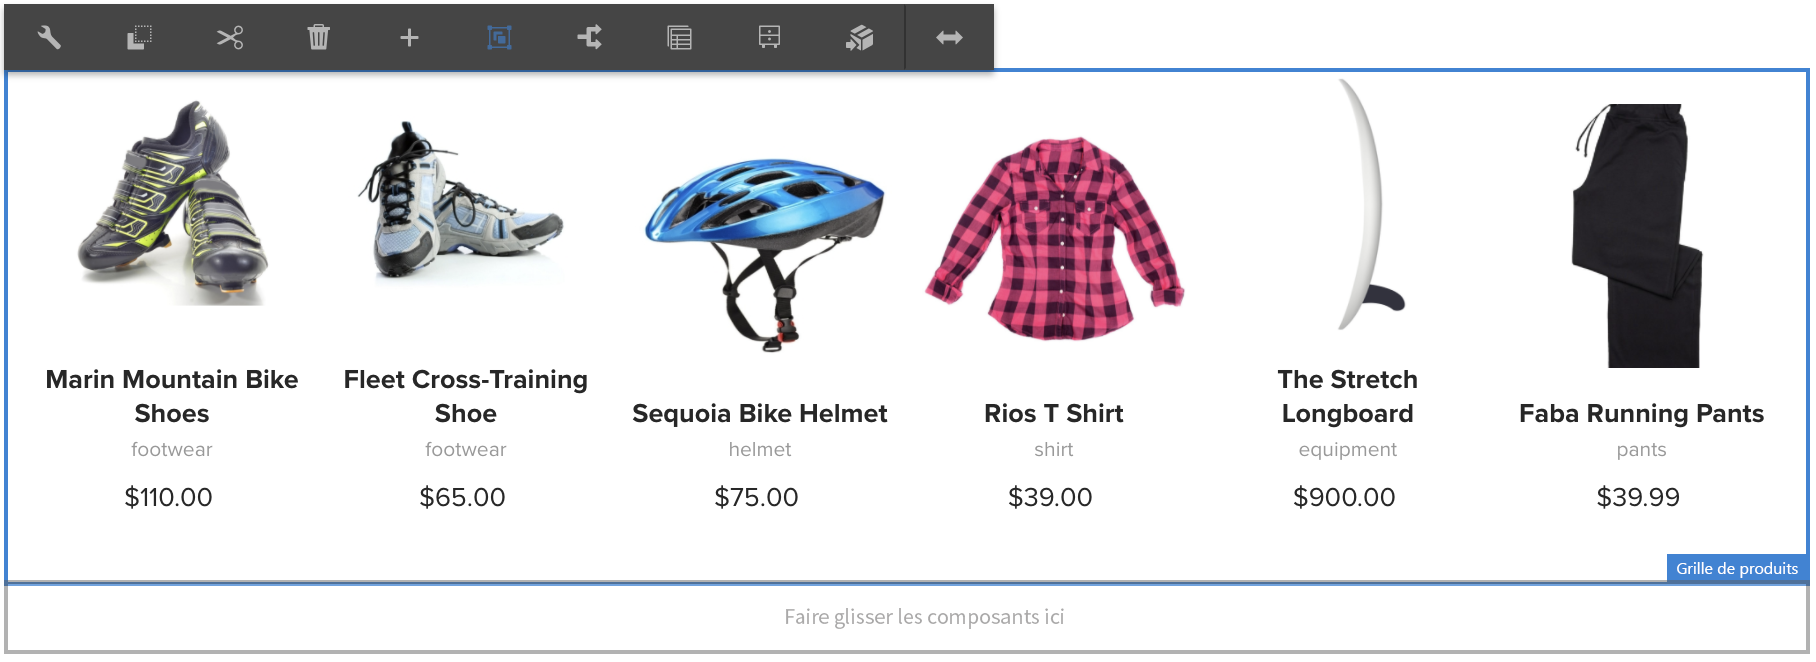 Marin Mountain Bike
Shoes
footwear
$110.00
Fleet Cross-Training
Shoe
footwear
$65.00
Sequoia Bike Helmet
helmet
$75.00
Rios T Shirt
shirt
$39.00
The Stretch
Longboard
equipment
$900.00
Faba Running Pants
pants
$39.99
Grille de produits
Faire glisser les composants ici